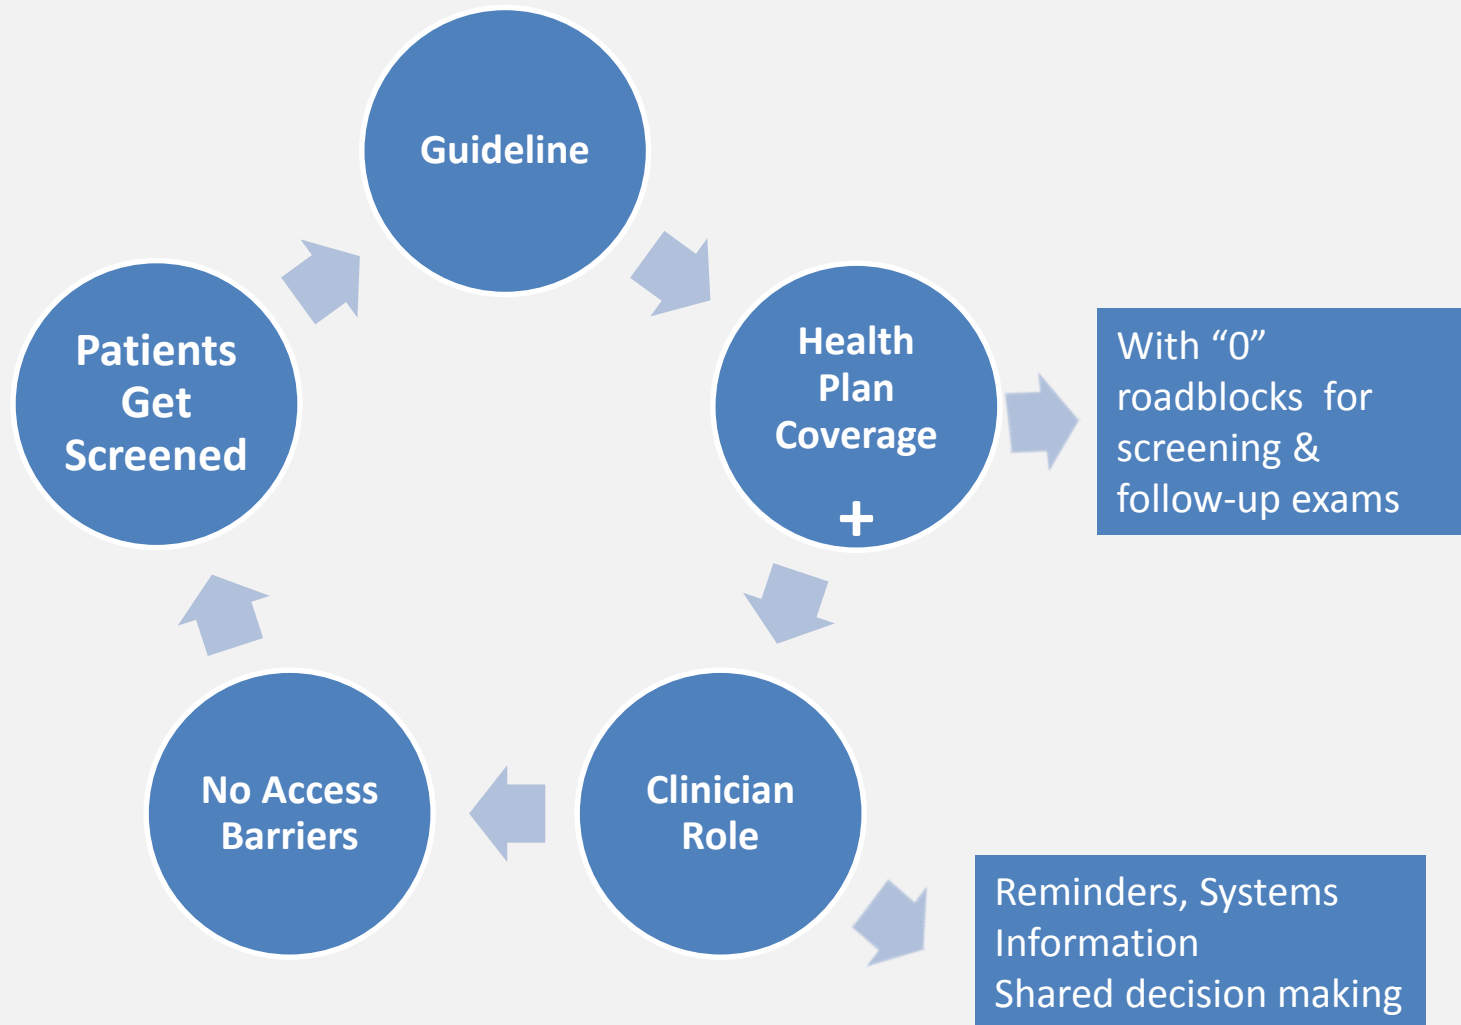 Guideline
Health
Plan
Coverage
+
With “0”
roadblocks for
screening &
follow-up exams
Clinician
Role
Reminders, Systems
Information
Shared decision making
No Access
Barriers
Patients
Get
Screened